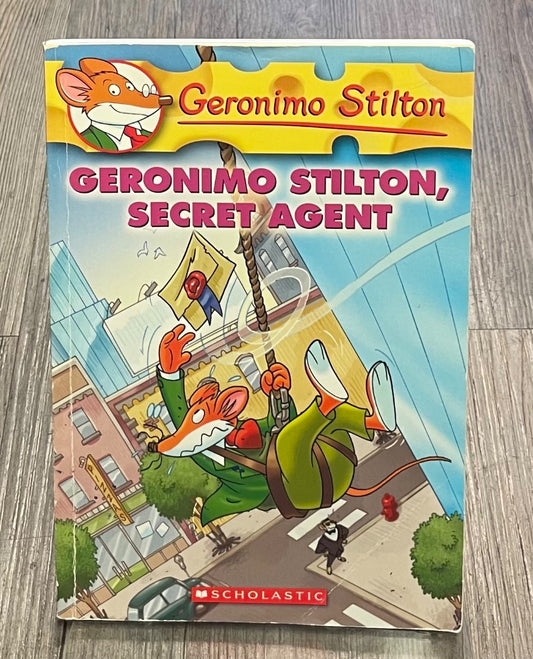 Geronimo Stilton
GERONIMO STILTON,
SECRET AGENT
SCHOLASTIC